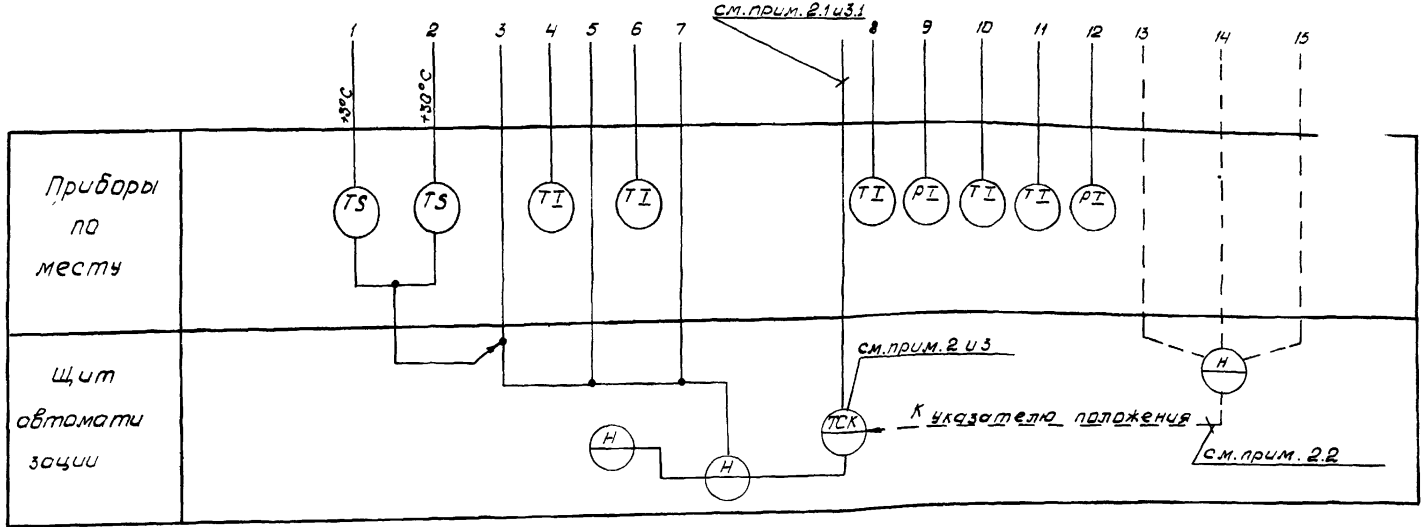 см. прим. 2.1 и 3.1
1 2 3 4 5 6 7 8 9 10 11 12 13 14 15
+3°C
+30°C
Приборы
по
месту
TS TS TI TI TI PI TI TI PI
Щит
автомати
зации
см. прим. 2 и 3
H
TCK
К указателю положения
H
H
см. прим. 2.2